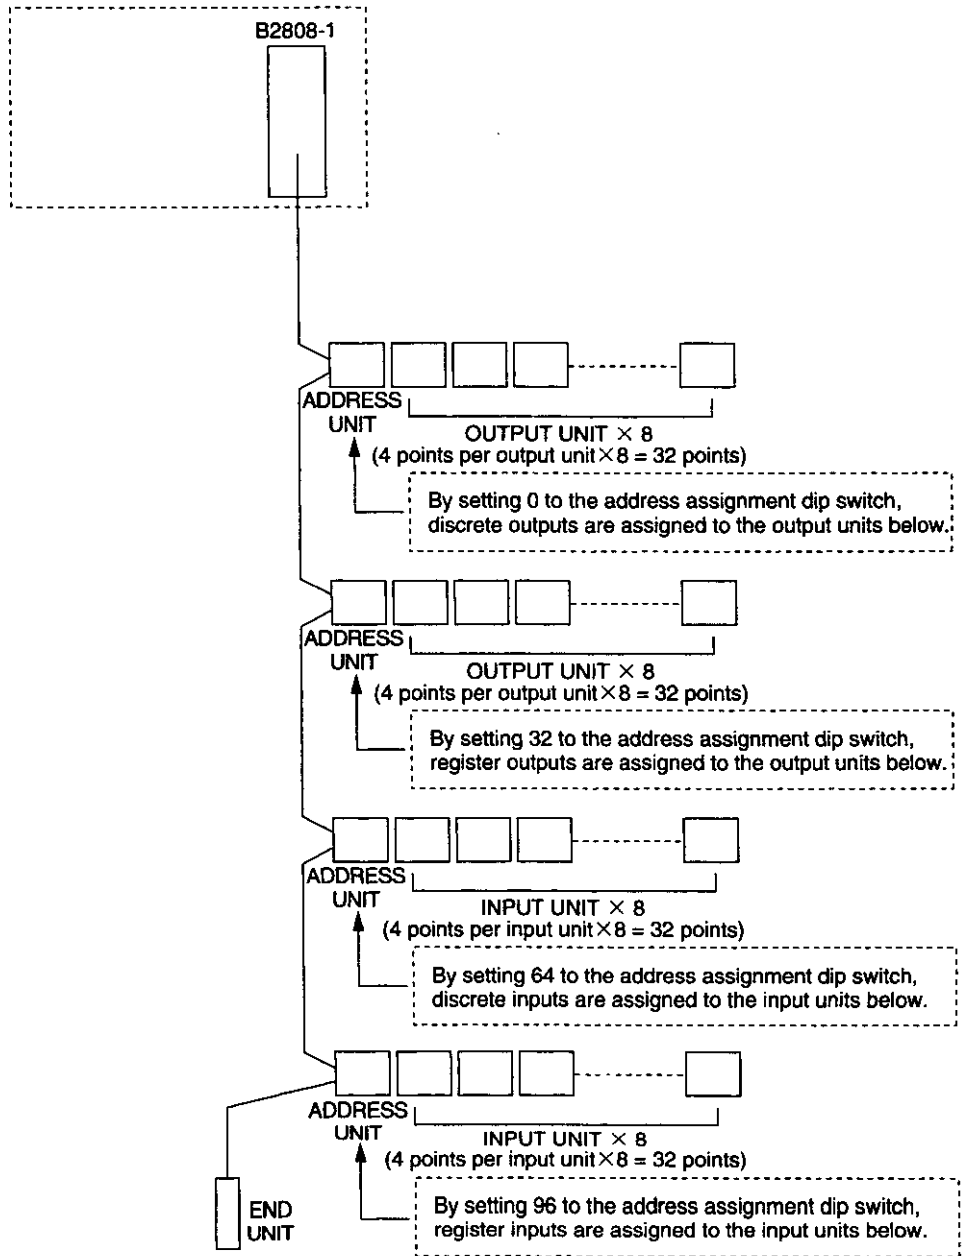 B2808-1
ADDRESS
UNIT
OUTPUT UNIT × 8
(4 points per output unit×8 = 32 points)
By setting 0 to the address assignment dip switch,
discrete outputs are assigned to the output units below.
ADDRESS
UNIT
OUTPUT UNIT × 8
(4 points per output unit×8 = 32 points)
By setting 32 to the address assignment dip switch,
register outputs are assigned to the output units below.
ADDRESS
UNIT
INPUT UNIT × 8
(4 points per input unit×8 = 32 points)
By setting 64 to the address assignment dip switch,
discrete inputs are assigned to the input units below.
ADDRESS
UNIT
INPUT UNIT × 8
(4 points per input unit×8 = 32 points)
By setting 96 to the address assignment dip switch,
register inputs are assigned to the input units below.
END
UNIT